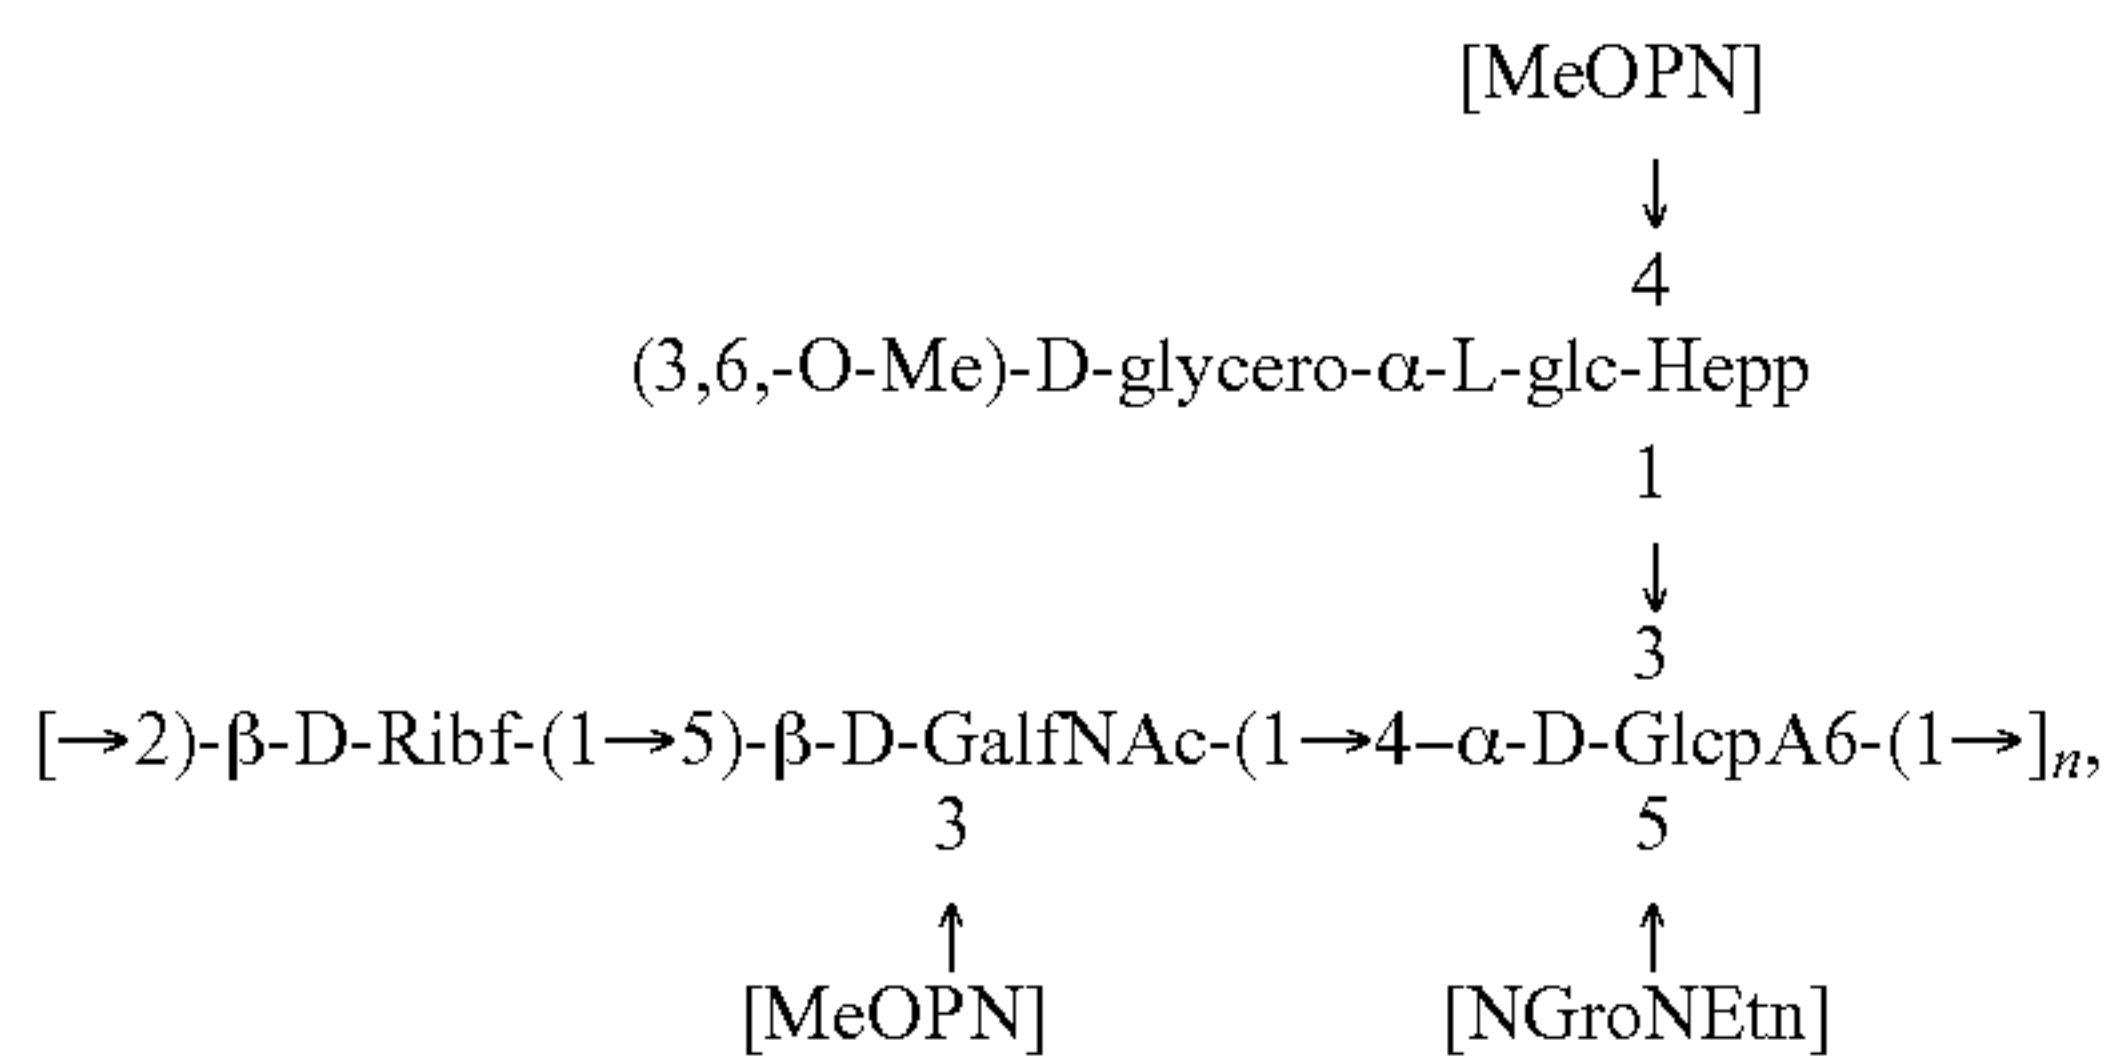 [MeOPN]
↓
4
(3,6,-O-Me)-D-glycero-α-L-glc-Hepp
1
↓
3
[→2)-β-D-Ribf-(1→5)-β-D-GalfNAc-(1→4–α-D-GlcpA6-(1→]n,
3 5
↑ ↑
[MeOPN] [NGroNEtn]